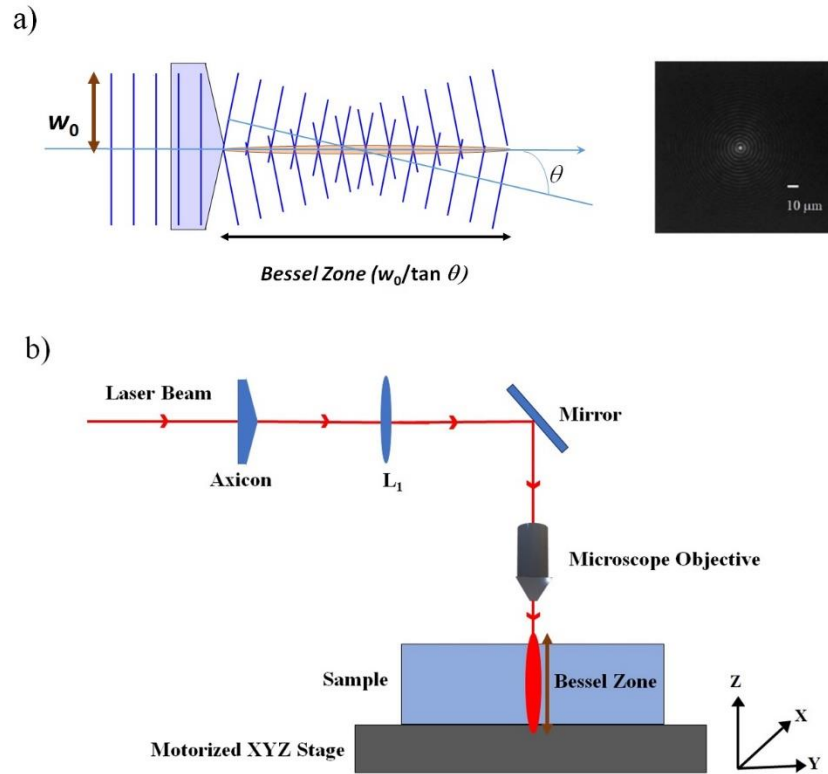 a)
w₀
θ
10 µm
Bessel Zone (w₀/tan θ)
b)
Laser Beam
Mirror
Axicon
L₁
Microscope Objective
Sample
Bessel Zone
Motorized XYZ Stage
Z
X
Y